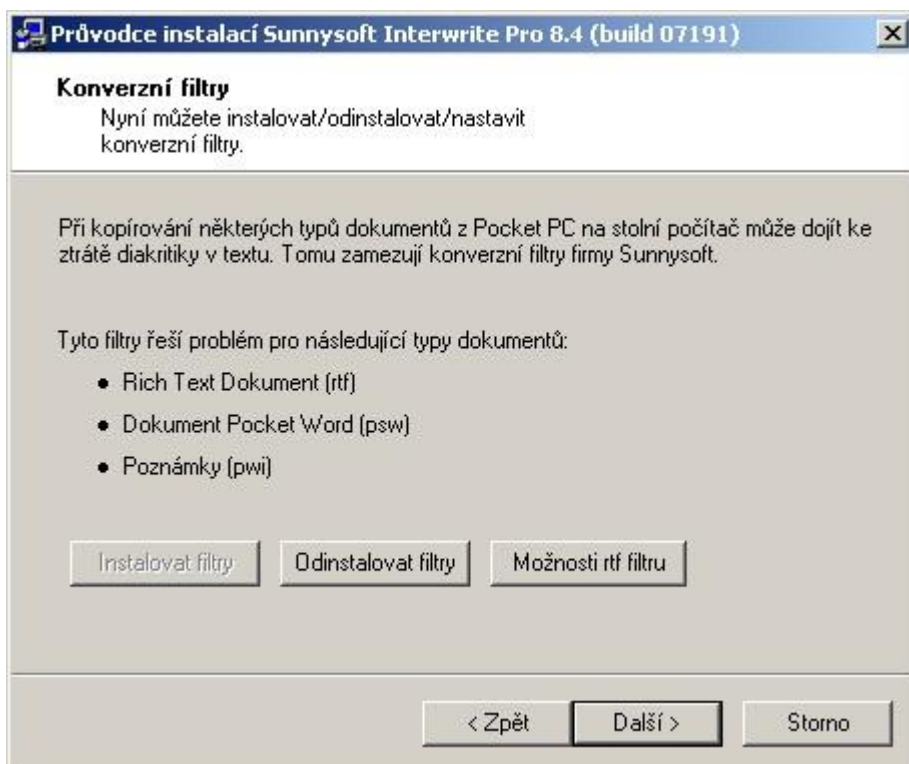 Průvodce instalací Sunnysoft Interwrite Pro 8.4 (build 07191)
Konverzní filtry
Nyní můžete instalovat/odinstalovat/nastavit
konverzní filtry.
Při kopírování některých typů dokumentů z Pocket PC na stolní počítač může dojít ke
ztrátě diakritiky v textu. Tomu zamezují konverzní filtry firmy Sunnysoft.
Tyto filtry řeší problém pro následující typy dokumentů:
• Rich Text Dokument (rtf)
• Dokument Pocket Word (psw)
• Poznámky (pwi)
Instalovat filtry Odinstalovat filtry Možnosti rtf filtru
< Zpět Další > Storno